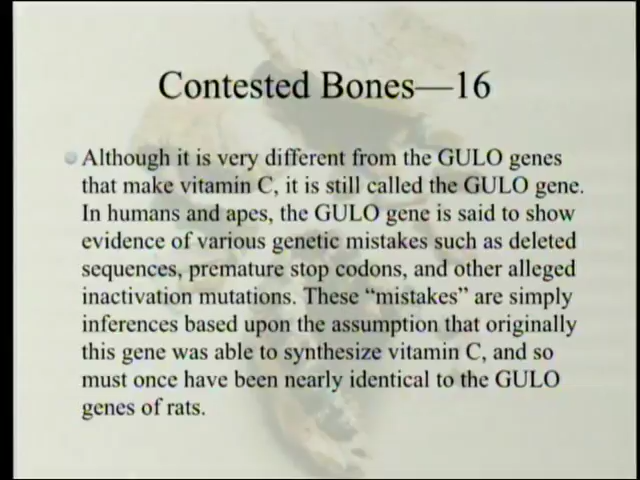 Contested Bones—16
Although it is very different from the GULO genes
that make vitamin C, it is still called the GULO gene.
In humans and apes, the GULO gene is said to show
evidence of various genetic mistakes such as deleted
sequences, premature stop codons, and other alleged
inactivation mutations. These “mistakes” are simply
inferences based upon the assumption that originally
this gene was able to synthesize vitamin C, and so
must once have been nearly identical to the GULO
genes of rats.